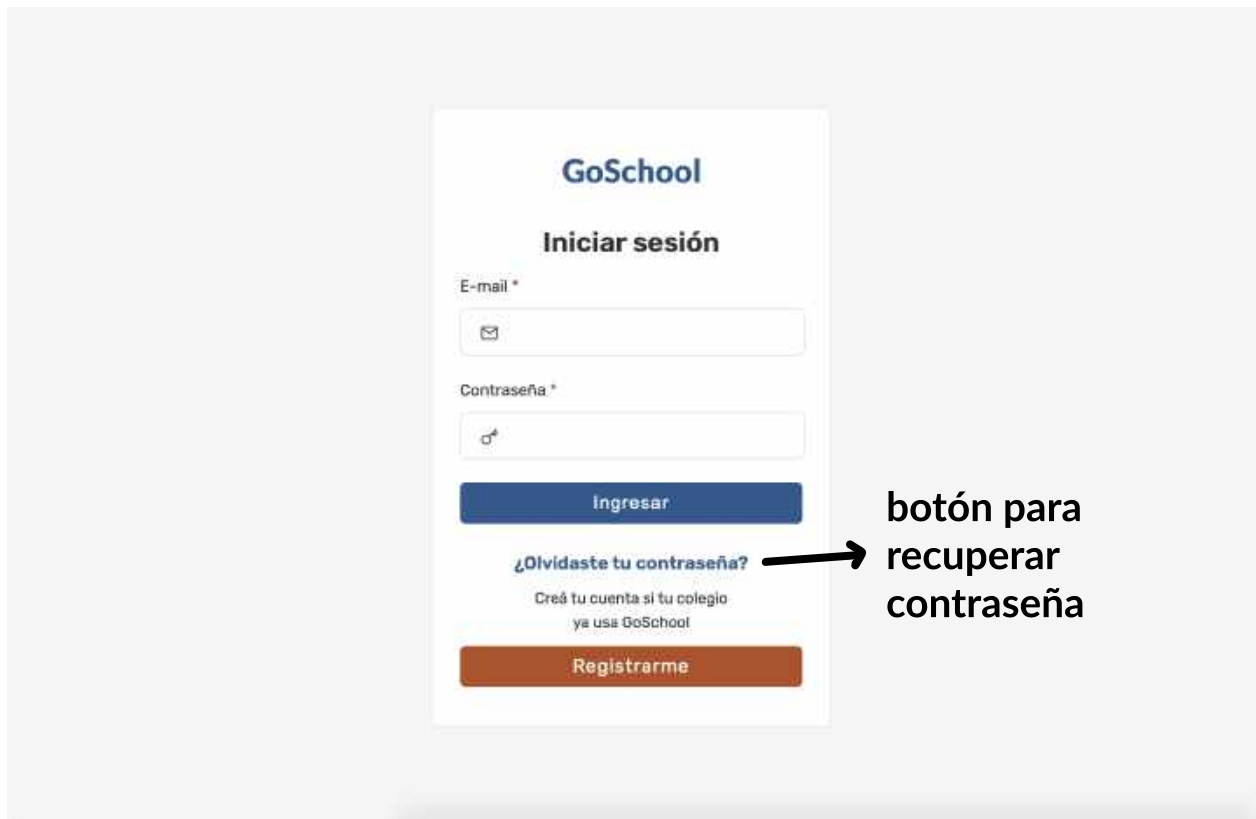 GoSchool
Iniciar sesión
E-mail *
Contraseña *
Ingresar
¿Olvidaste tu contraseña?
Creá tu cuenta si tu colegio
ya usa GoSchool
Registrarme
botón para
recuperar
contraseña